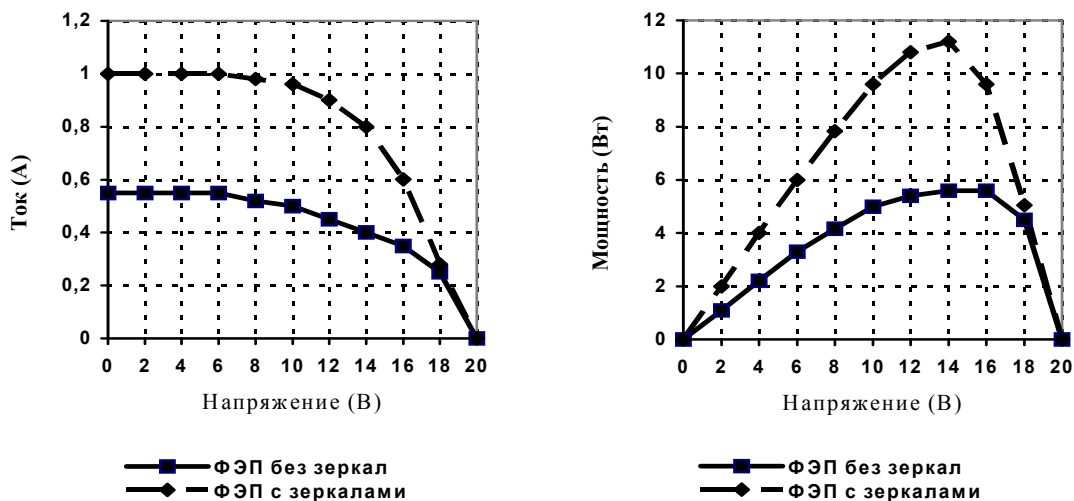 1,2
1
0,8
0,6
0,4
0,2
0
Ток (А)
0 2 4 6 8 10 12 14 16 18 20
Напряжение (В)
ФЭП без зеркал
ФЭП с зеркалами
12
10
8
6
4
2
0
Мощность (Вт)
0 2 4 6 8 10 12 14 16 18 20
Напряжение (В)
ФЭП без зеркал
ФЭП с зеркалами